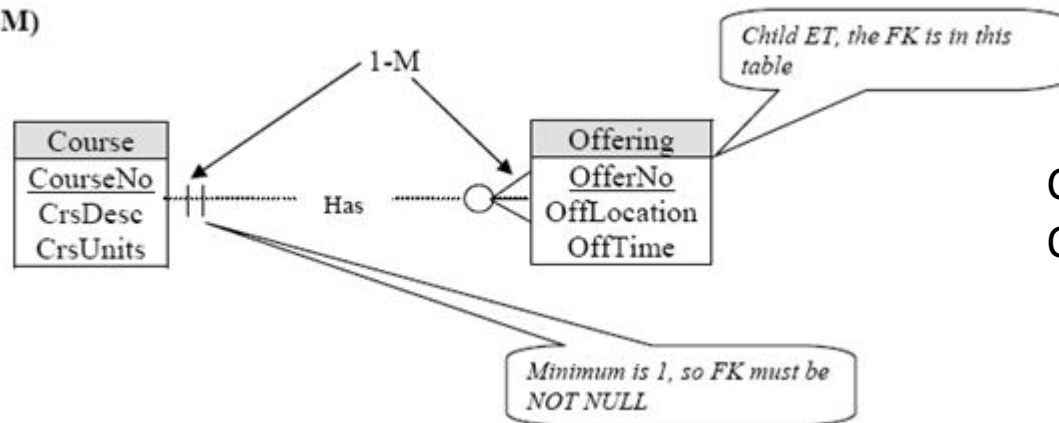 M)
1-M
Child ET, the FK is in this
table
Course
CourseNo
CrsDesc
CrsUnits
Has
Offering
OfferNo
OffLocation
OffTime
Minimum is 1, so FK must be
NOT NULL